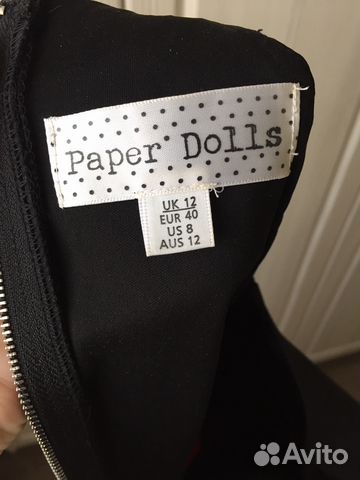 Paper Dolls
UK 12
EUR 40
US 8
AUS 12
Avito